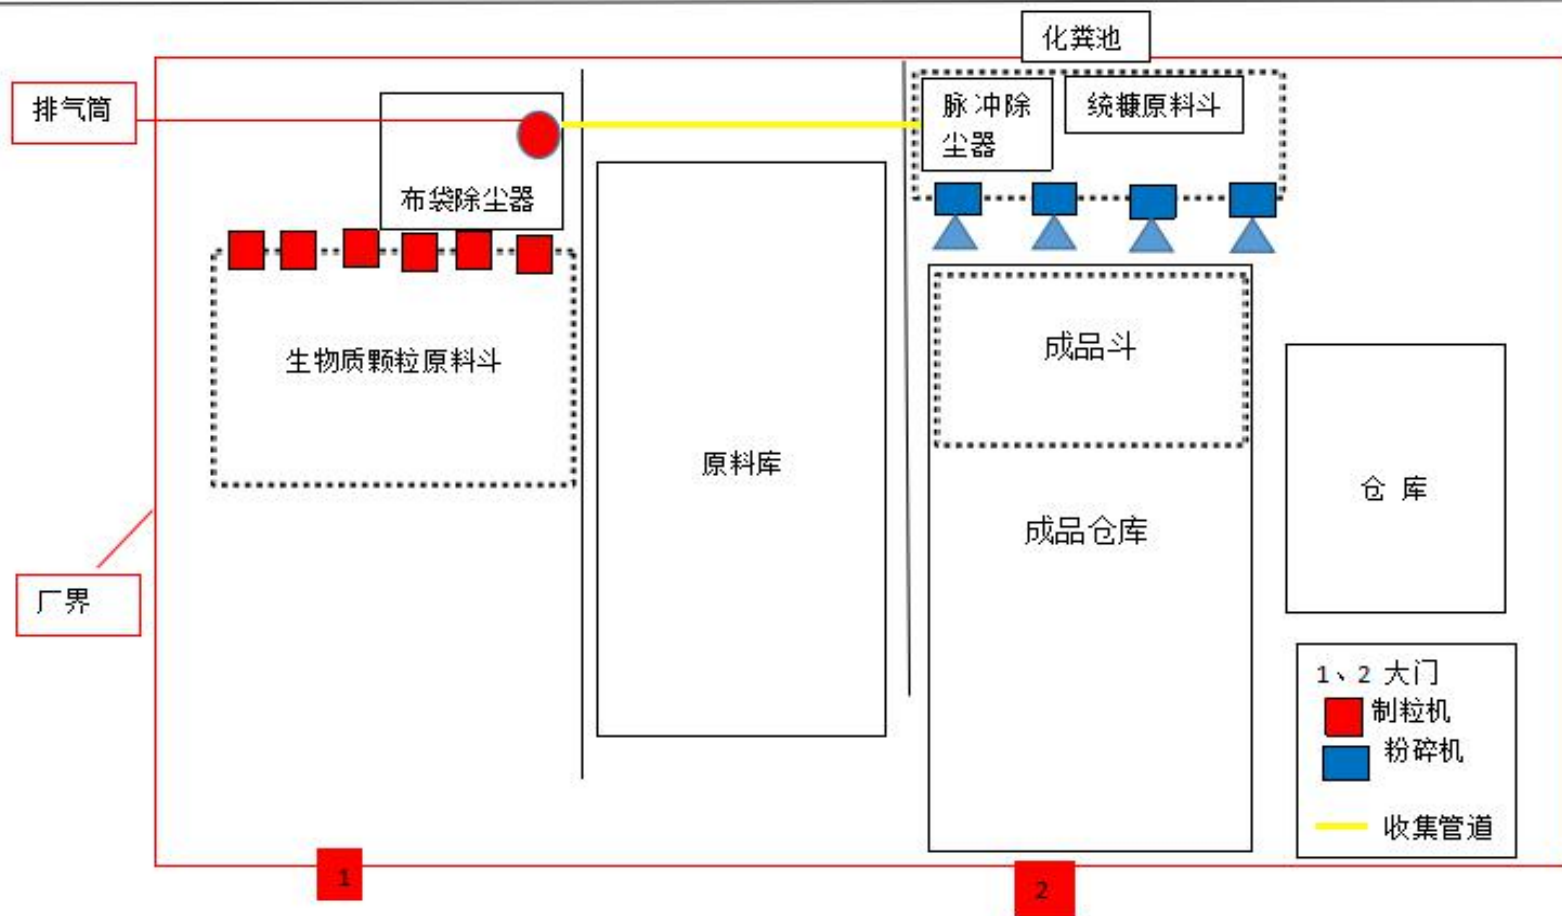 化粪池
排气筒
脉冲除
尘器
统糠原料斗
布袋除尘器
生物质颗粒原料斗
成品斗
原料库
仓 库
成品仓库
厂界
1、2 大门
制粒机
粉碎机
收集管道
1
2